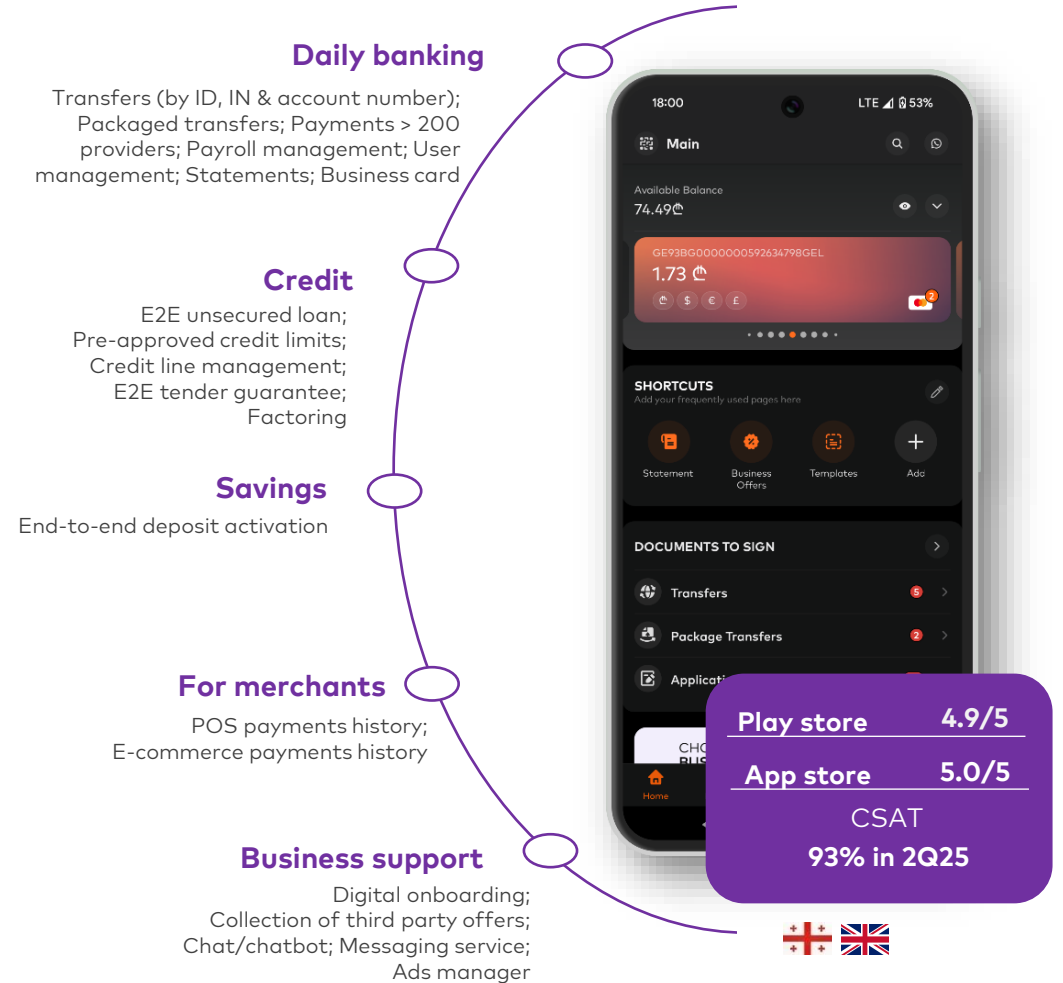 Daily banking
Transfers (by ID, IN & account number);
Packaged transfers; Payments > 200
providers; Payroll management; User
management; Statements; Business card
Credit
E2E unsecured loan;
Pre-approved credit limits;
Credit line management;
E2E tender guarantee;
Factoring
Savings
End-to-end deposit activation
For merchants
POS payments history;
E-commerce payments history
Business support
Digital onboarding;
Collection of third party offers;
Chat/chatbot; Messaging service;
Ads manager
18:00 LTE 53%
Main
Available Balance
74.49₾
GE93BG0000000592634798GEL
1.73 ₾
₾ $ € £
2
SHORTCUTS
Add your frequently used pages here
Statement
Business
Offers
Templates
Add
DOCUMENTS TO SIGN
Transfers 5
Package Transfers 2
Home
Play store 4.9/5
App store 5.0/5
CSAT
93% in 2Q25